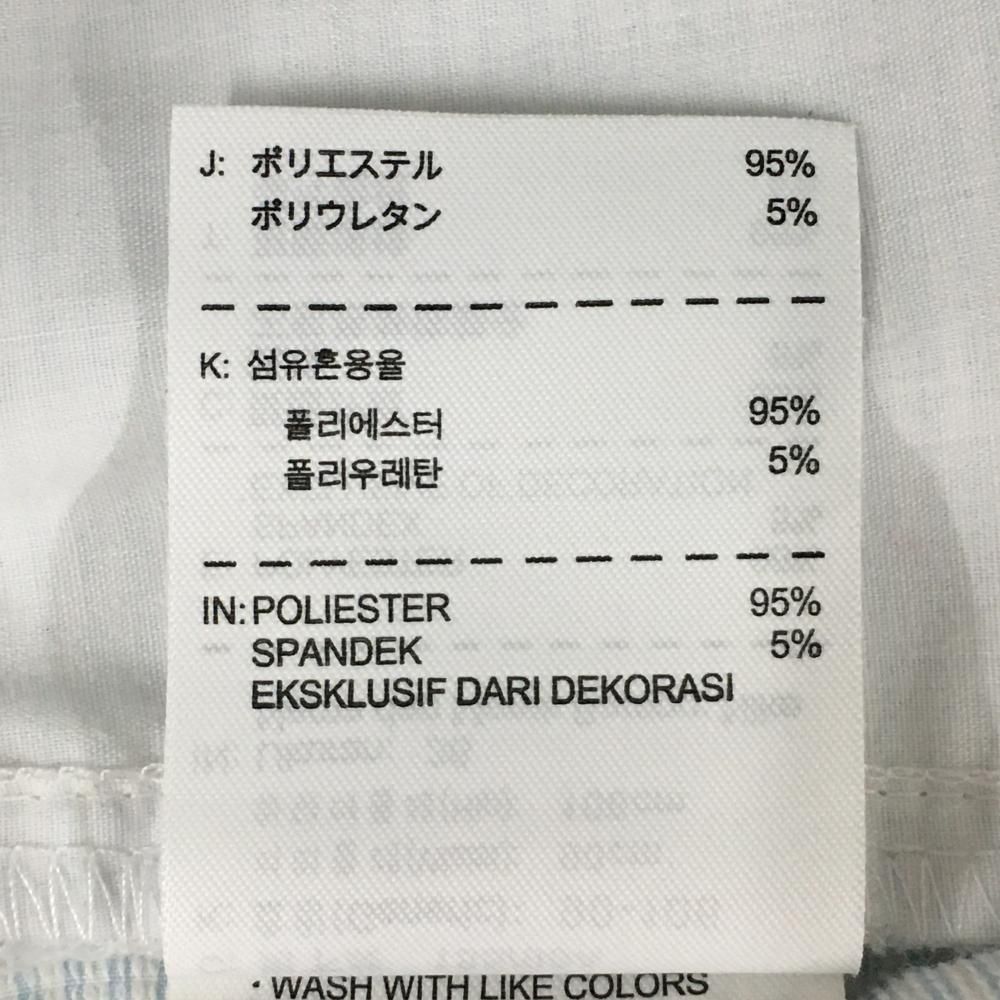 J: ポリエステル 95%
ポリウレタン 5%
K: 섬유혼용율
폴리에스터 95%
폴리우레탄 5%
IN: POLIESTER 95%
SPANDEK 5%
EKSKLUSIF DARI DEKORASI
· WASH WITH LIKE COLORS